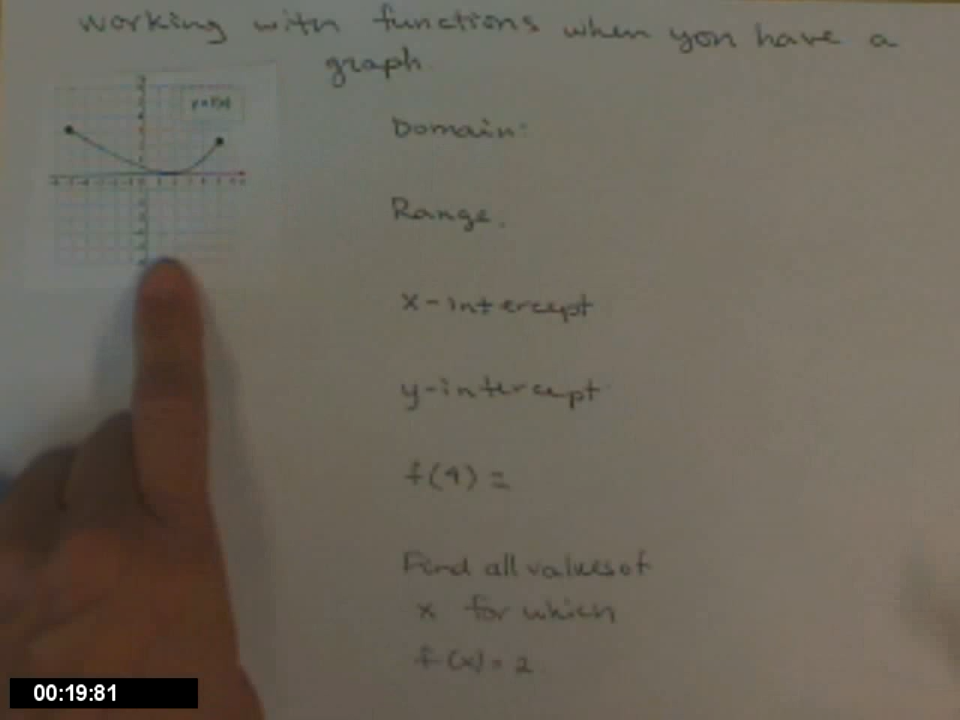 working with functions when you have a
graph.
Domain:
Range.
x-intercept
y-intercept
f(4) =
Find all values of
x for which
f(x) = 2
00:19:81